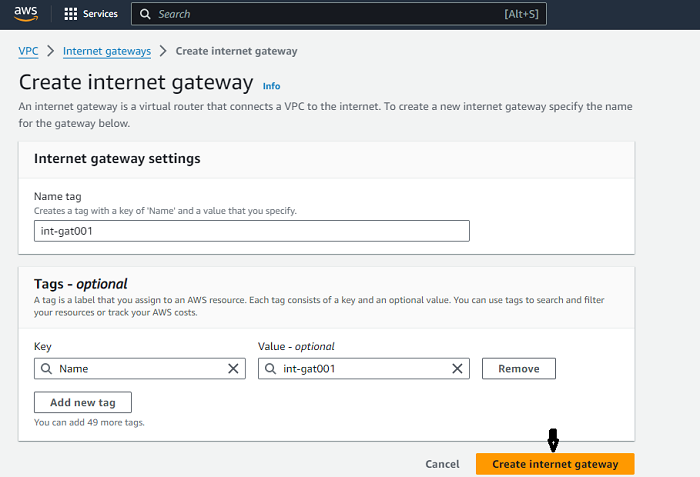 aws Services Search [Alt+S]
VPC > Internet gateways > Create internet gateway
Create internet gateway Info
An internet gateway is a virtual router that connects a VPC to the internet. To create a new internet gateway specify the name
for the gateway below.
Internet gateway settings
Name tag
Creates a tag with a key of 'Name' and a value that you specify.
int-gat001
Tags - optional
A tag is a label that you assign to an AWS resource. Each tag consists of a key and an optional value. You can use tags to search and filter
your resources or track your AWS costs.
Key Value - optional
Name int-gat001 Remove
Add new tag
You can add 49 more tags.
Cancel Create internet gateway